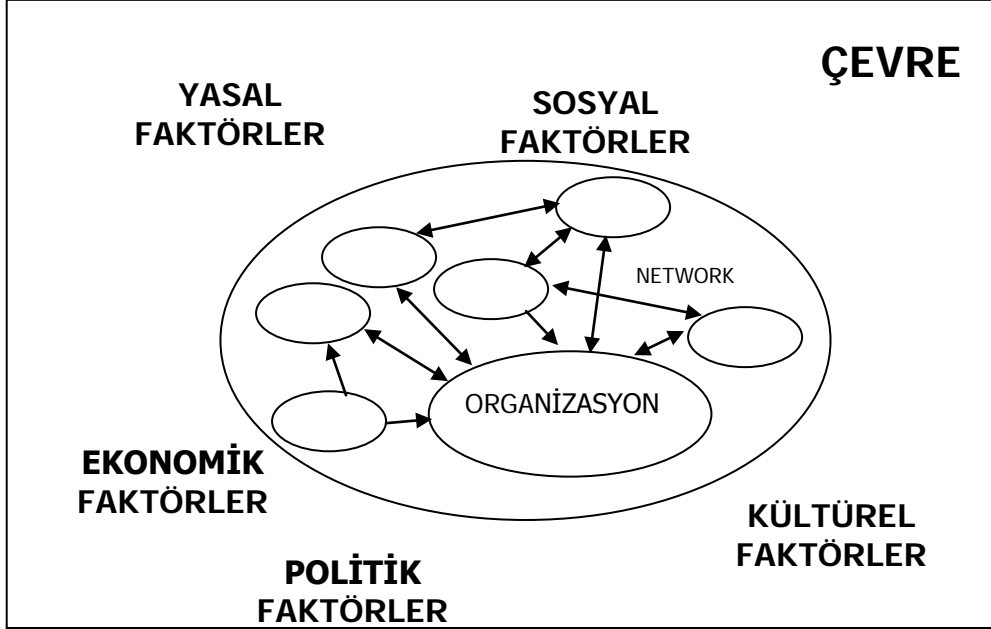 ÇEVRE
YASAL
FAKTÖRLER
SOSYAL
FAKTÖRLER
NETWORK
ORGANİZASYON
EKONOMİK
FAKTÖRLER
KÜLTÜREL
FAKTÖRLER
POLİTİK
FAKTÖRLER